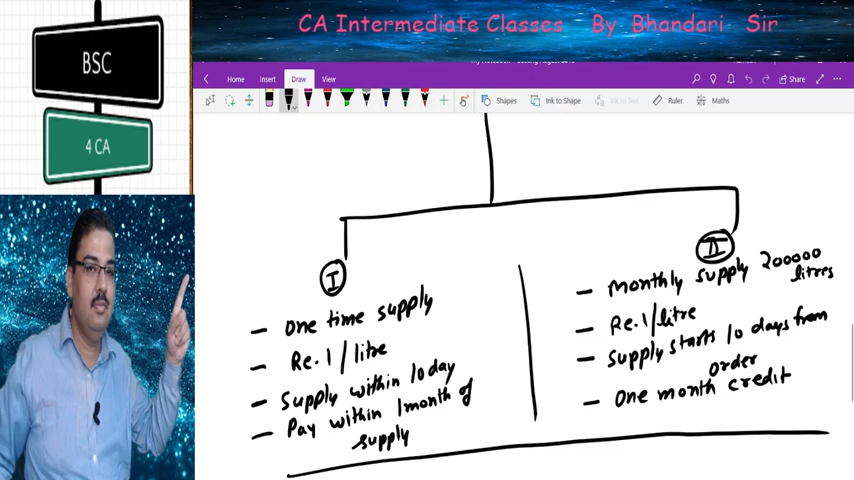 BSC
4 CA
CA Intermediate Classes By Bhandari Sir
Home Insert Draw View
Share
Shapes Ink to Shape Ink to Text Ruler Maths
I
– one time supply
– Re. 1 / litre
– Supply within 10 day
– Pay within 1 month of
supply
II
– monthly supply 200000
litres
– Re. 1/litre
– Supply starts 10 days from
order
– One month credit